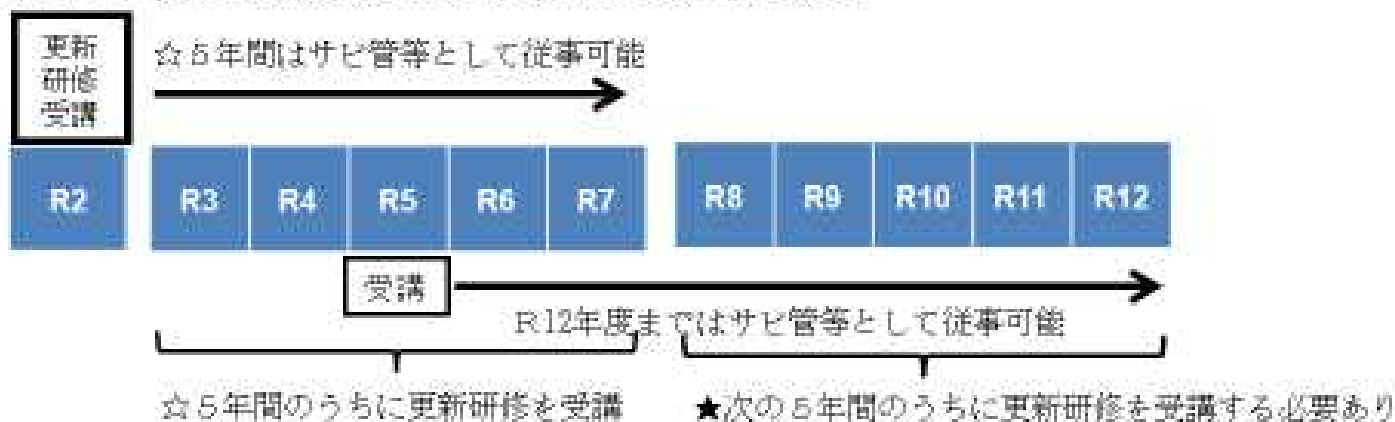 更新
研修
受講
☆5年間はサビ管等として従事可能
R2
R3
R4
R5
R6
R7
R8
R9
R10
R11
R12
受講
R12年度まではサビ管等として従事可能
☆5年間のうちに更新研修を受講
★次の5年間のうちに更新研修を受講する必要あり